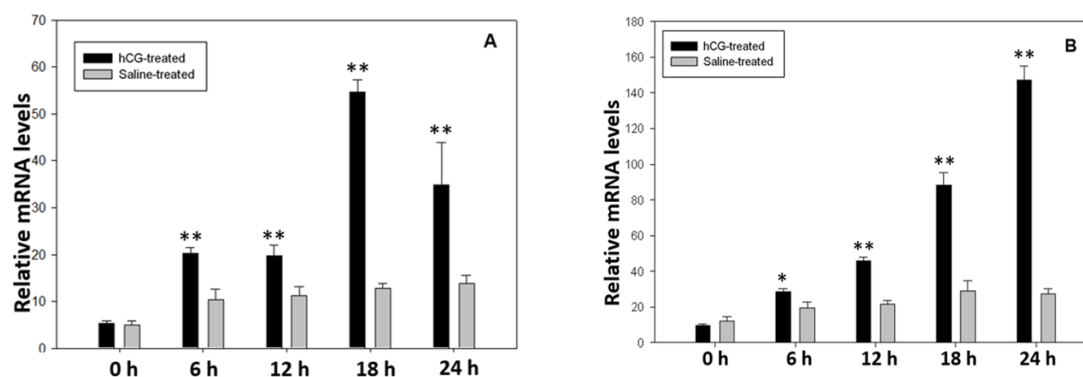 A
hCG-treated
Saline-treated
Relative mRNA levels
70
60
50
40
30
20
10
0
**
**
**
**
0 h 6 h 12 h 18 h 24 h
B
hCG-treated
Saline-treated
Relative mRNA levels
180
160
140
120
100
80
60
40
20
0
*
**
**
**
0 h 6 h 12 h 18 h 24 h